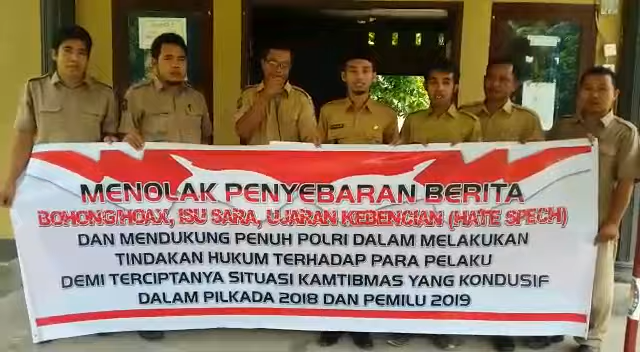 MENOLAK PENYEBARAN BERITA
BOHONG/HOAX, ISU SARA, UJARAN KEBENCIAN (HATE SPECH)
DAN MENDUKUNG PENUH POLRI DALAM MELAKUKAN
TINDAKAN HUKUM TERHADAP PARA PELAKU
DEMI TERCIPTANYA SITUASI KAMTIBMAS YANG KONDUSIF
DALAM PILKADA 2018 DAN PEMILU 2019